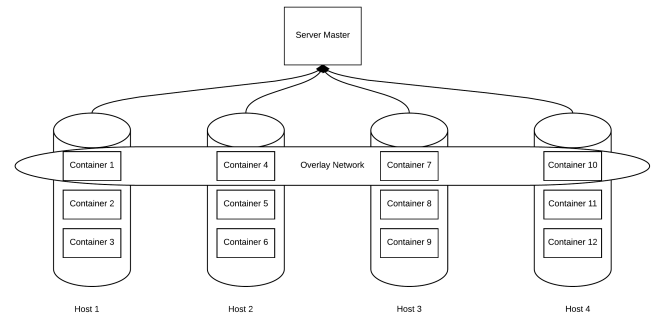 Server Master
Container 1
Container 4
Overlay Network
Container 7
Container 10
Container 2
Container 5
Container 8
Container 11
Container 3
Container 6
Container 9
Container 12
Host 1
Host 2
Host 3
Host 4